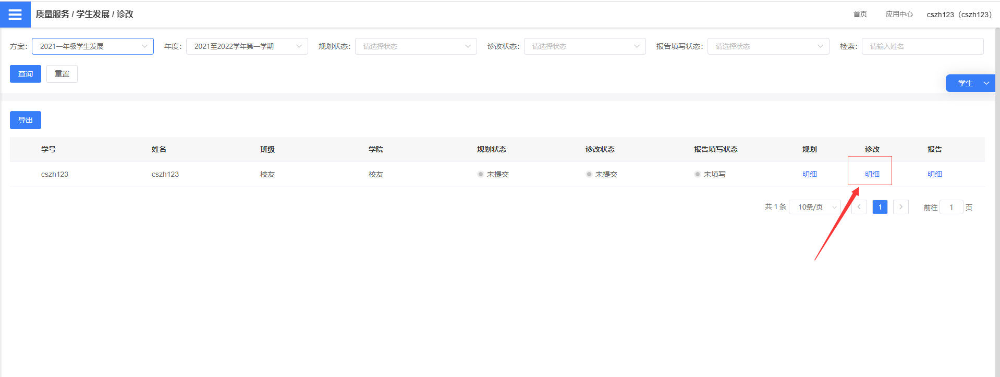 质量服务 / 学生发展 / 诊改 首页 应用中心 cszh123（cszh123）
方案： 2021一年级学生发展 年度： 2021至2022学年第一学期 规划状态： 请选择状态 诊改状态： 请选择状态 报告填写状态： 请选择状态 检索： 请输入姓名
查询 重置
学生
导出
学号 姓名 班级 学院 规划状态 诊改状态 报告填写状态 规划 诊改 报告
cszh123 cszh123 校友 校友 未提交 未提交 未填写 明细 明细 明细
共 1 条 10条/页 1 前往 1 页